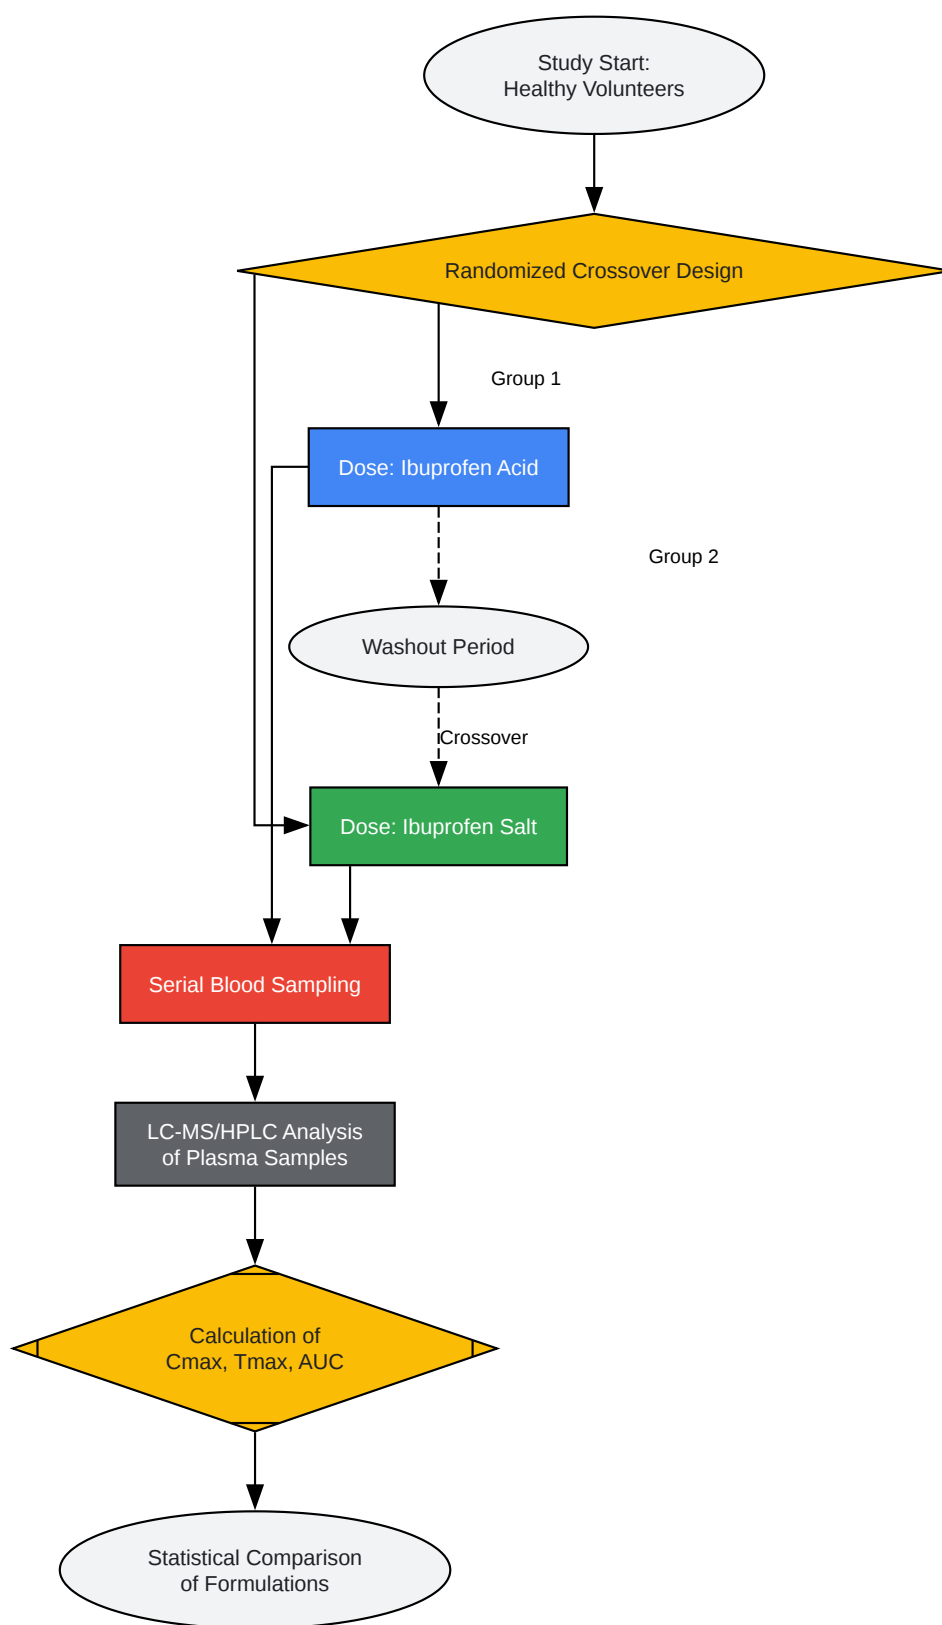 Study Start:
Healthy Volunteers
Randomized Crossover Design
Group 1
Dose: Ibuprofen Acid
Group 2
Washout Period
Crossover
Dose: Ibuprofen Salt
Serial Blood Sampling
LC-MS/HPLC Analysis
of Plasma Samples
Calculation of
Cmax, Tmax, AUC
Statistical Comparison
of Formulations